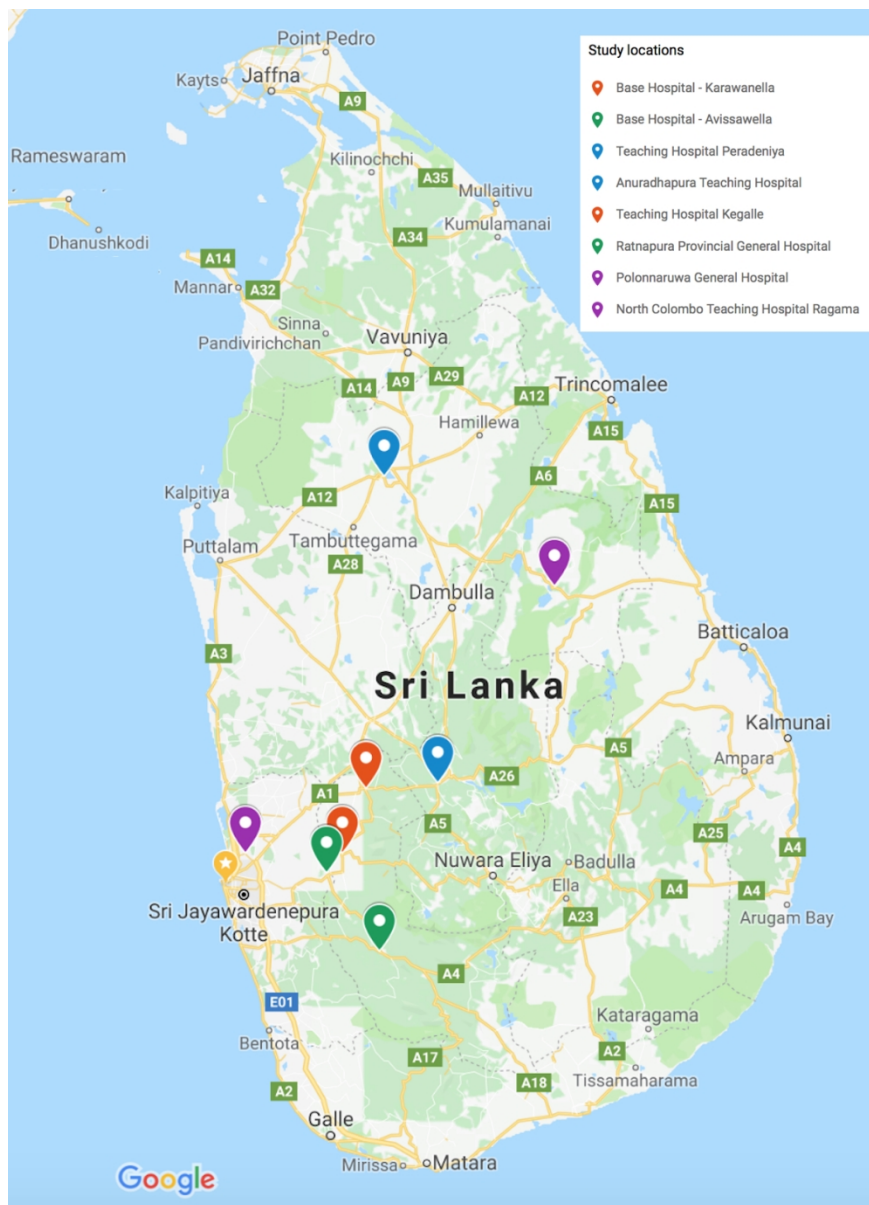 Point Pedro
Kayts
Jaffna
A9
Rameswaram
Kilinochchi
A35
Mullaitivu
Dhanushkodi
Kumulamanai
A34
A14
Mannar
A32
Sinna
Pandivirichchan
Vavuniya
A14
A9
A29
A12
Trincomalee
Hamillewa
A15
A6
Kalpitiya
A12
A15
Tambuttegama
Puttalam
A28
Dambulla
Batticaloa
A3
Sri Lanka
Kalmunai
A5
Ampara
A26
A1
A5
A25
A4
Nuwara Eliya
Badulla
Ella
A4
A4
Sri Jayawardenepura
Kotte
A23
Arugam Bay
A4
E01
Kataragama
Bentota
A17
A2
A18
Tissamaharama
A2
Galle
Mirissa
Matara
Google
Study locations
Base Hospital - Karawanella
Base Hospital - Avissawella
Teaching Hospital Peradeniya
Anuradhapura Teaching Hospital
Teaching Hospital Kegalle
Ratnapura Provincial General Hospital
Polonnaruwa General Hospital
North Colombo Teaching Hospital Ragama